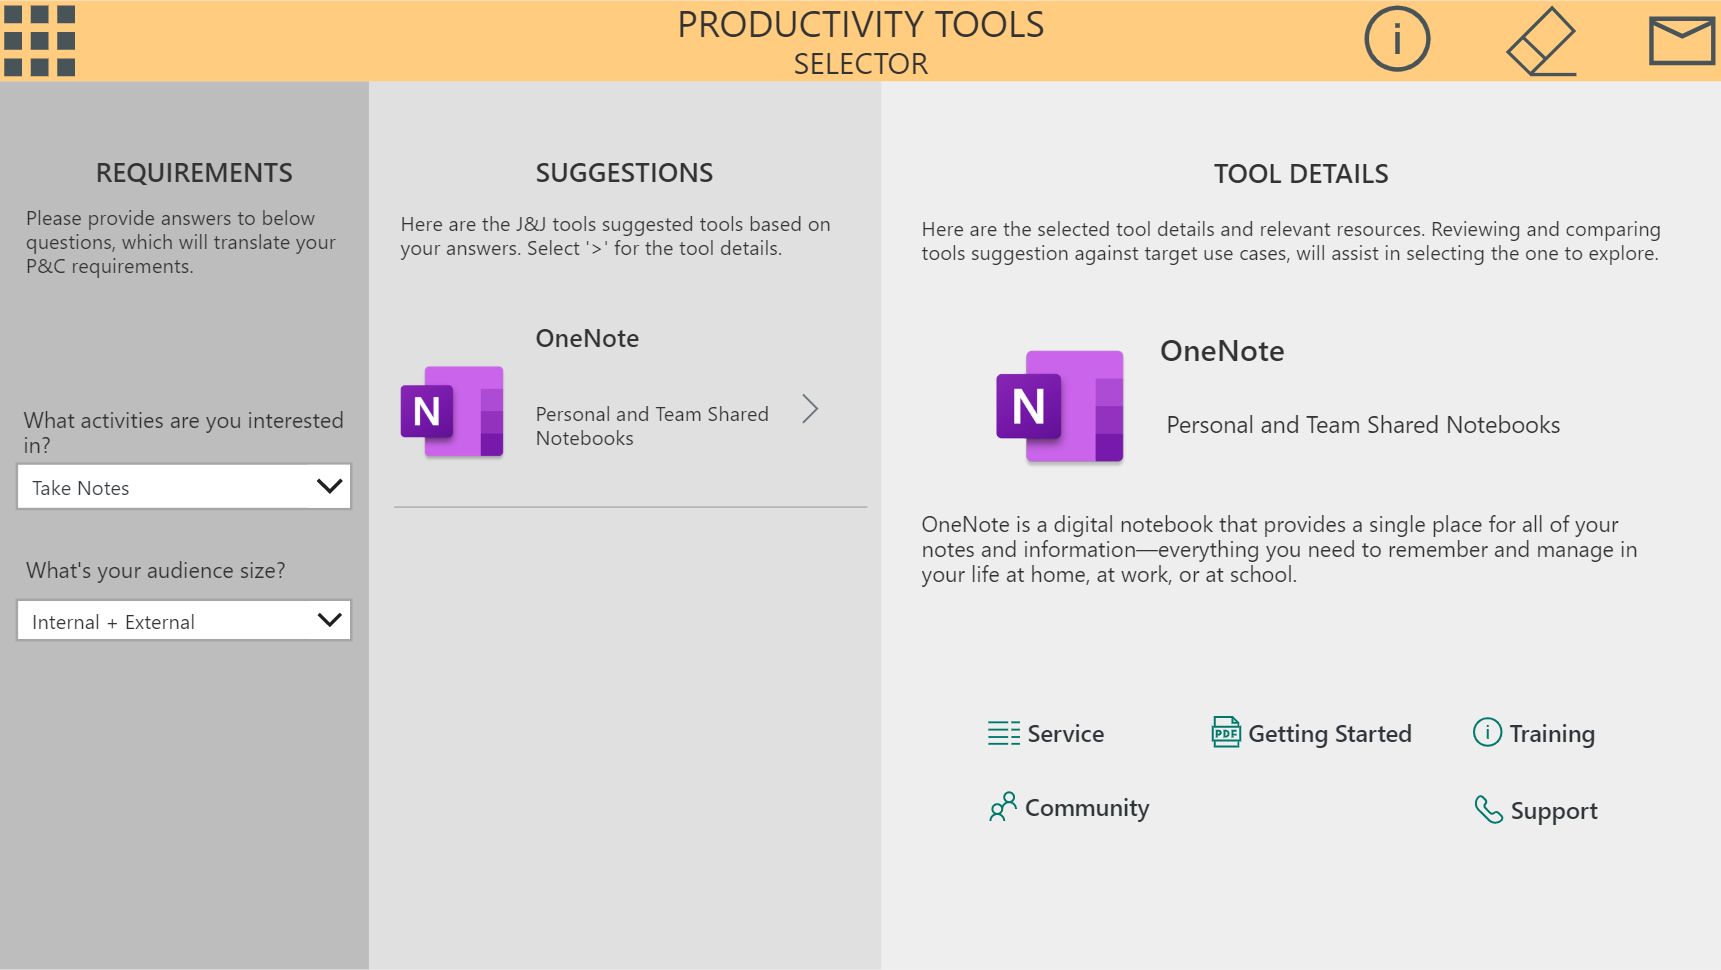 PRODUCTIVITY TOOLS
SELECTOR
i
REQUIREMENTS
Please provide answers to below
questions, which will translate your
P&C requirements.
What activities are you interested
in?
Take Notes
What's your audience size?
Internal + External
SUGGESTIONS
Here are the J&J tools suggested tools based on
your answers. Select '>' for the tool details.
OneNote
N
Personal and Team Shared
Notebooks
TOOL DETAILS
Here are the selected tool details and relevant resources. Reviewing and comparing
tools suggestion against target use cases, will assist in selecting the one to explore.
OneNote
N
Personal and Team Shared Notebooks
OneNote is a digital notebook that provides a single place for all of your
notes and information—everything you need to remember and manage in
your life at home, at work, or at school.
Service
PDF Getting Started
i Training
Community
Support